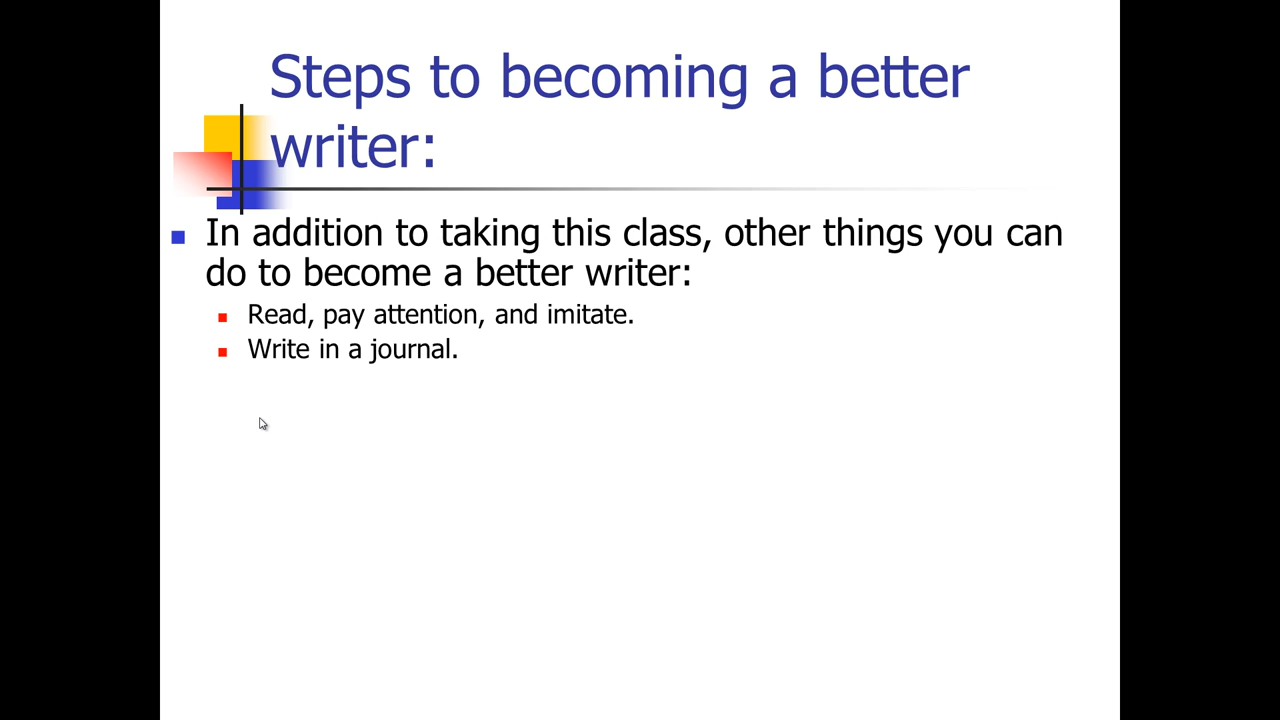 Steps to becoming a better
writer:
In addition to taking this class, other things you can
do to become a better writer:
Read, pay attention, and imitate.
Write in a journal.